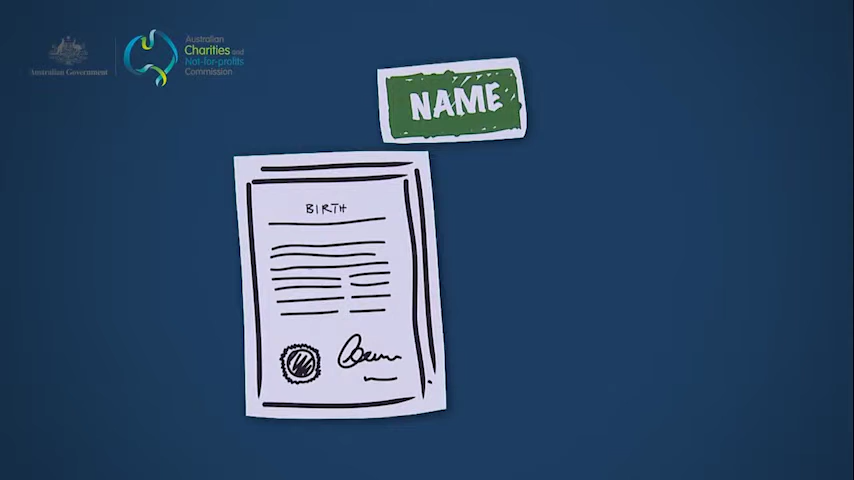 Australian Government
Australian
Charities and
Not-for-profits
Commission
NAME
BIRTH